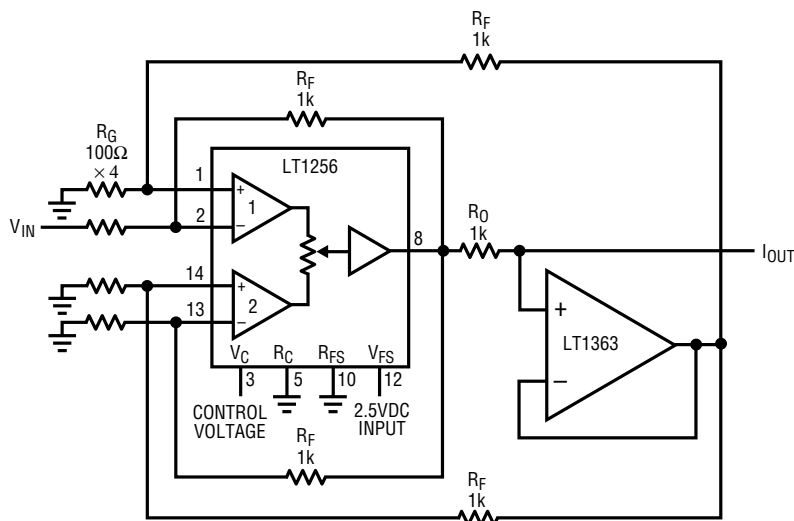 R_F
1k
R_F
1k
R_G
100Ω
× 4
LT1256
1
+
1
2
−
V_IN
8
R_O
1k
I_OUT
14
+
2
13
−
+
LT1363
−
V_C
R_C
R_FS
V_FS
3
5
10
12
CONTROL
VOLTAGE
2.5VDC
INPUT
R_F
1k
R_F
1k